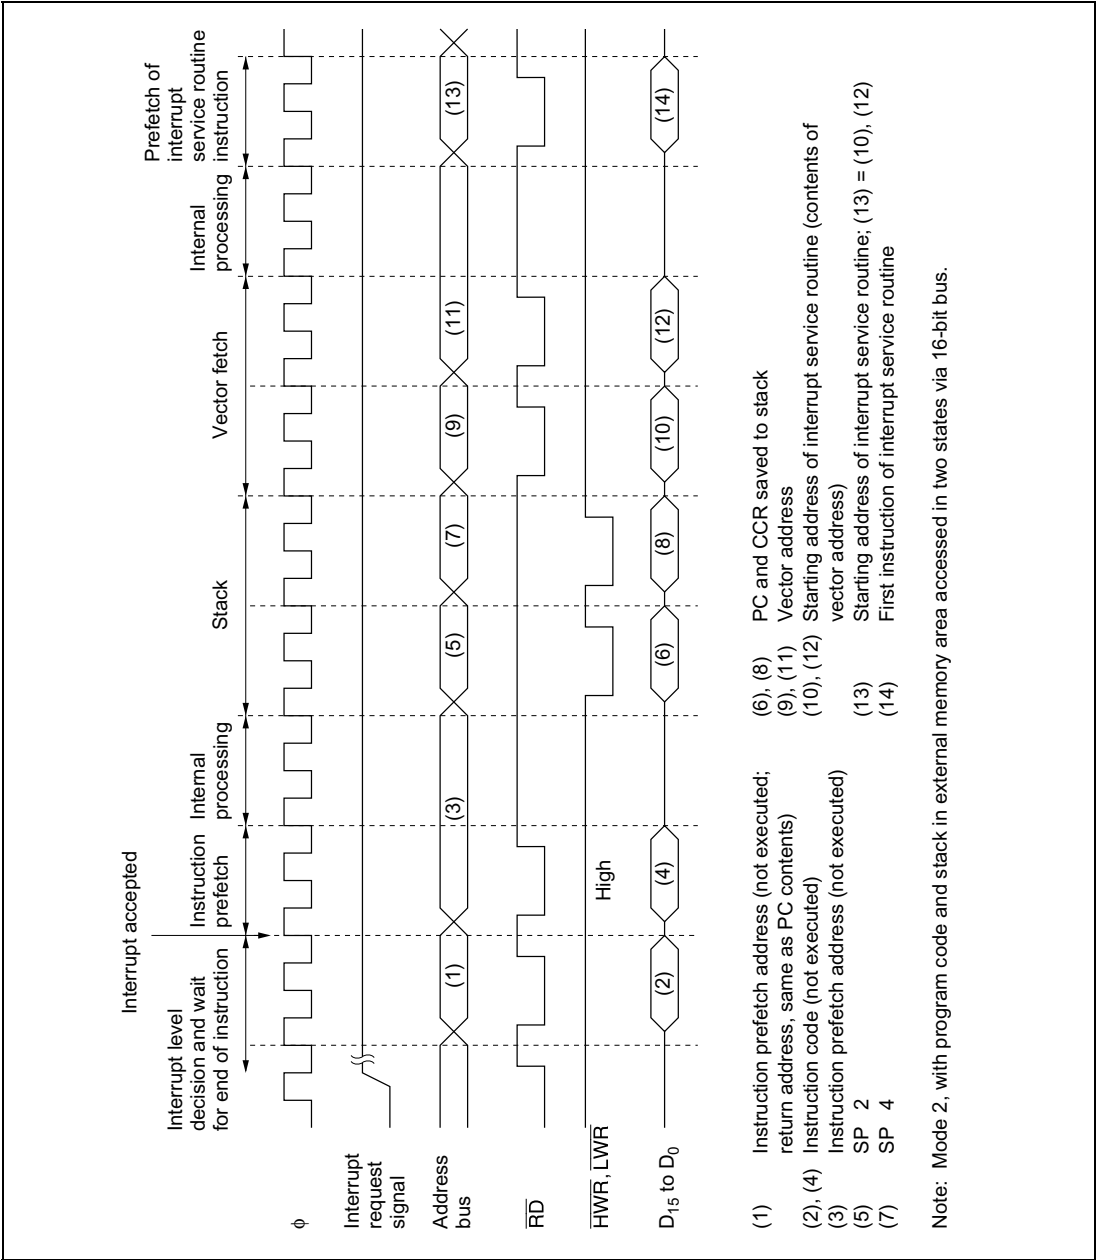 Interrupt accepted
Interrupt level
decision and wait
for end of instruction
Instruction
prefetch
Internal
processing
Stack
Vector fetch
Internal
processing
Prefetch of
interrupt
service routine
instruction
φ
Interrupt
request
signal
Address
bus
(1)
(3)
(5)
(7)
(9)
(11)
(13)
RD
HWR, LWR
High
D15 to D0
(2)
(4)
(6)
(8)
(10)
(12)
(14)
(1) Instruction prefetch address (not executed;
return address, same as PC contents)
(2), (4) Instruction code (not executed)
(3) Instruction prefetch address (not executed)
(5) SP 2
(7) SP 4
(6), (8) PC and CCR saved to stack
(9), (11) Vector address
(10), (12) Starting address of interrupt service routine (contents of
vector address)
(13) Starting address of interrupt service routine; (13) = (10), (12)
(14) First instruction of interrupt service routine
Note: Mode 2, with program code and stack in external memory area accessed in two states via 16-bit bus.